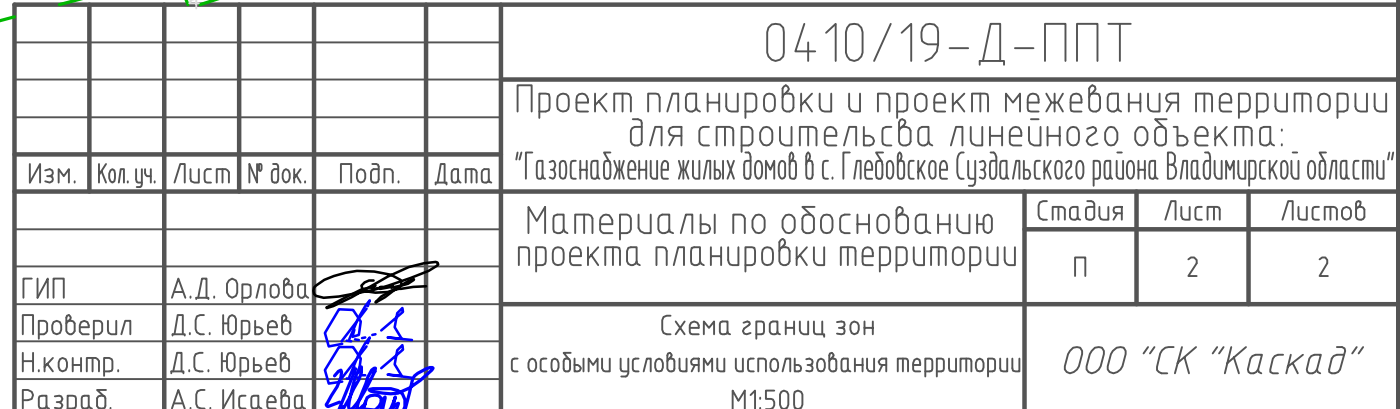 0410/19-Д-ППТ
Проект планировки и проект межевания территории
для строительсва линейного объекта:
"Газоснабжение жилых домов в с. Глебовское Суздальского района Владимирской области"
Изм. Кол. уч. Лист № док. Подп. Дата
Материалы по обоснованию
проекта планировки территории
Стадия Лист Листов
П 2 2
ГИП А.Д. Орлова
Проверил Д.С. Юрьев
Н.контр. Д.С. Юрьев
Разраб. А.С. Исаева
Схема границ зон
с особыми условиями использования территории
М1:500
ООО "СК "Каскад"